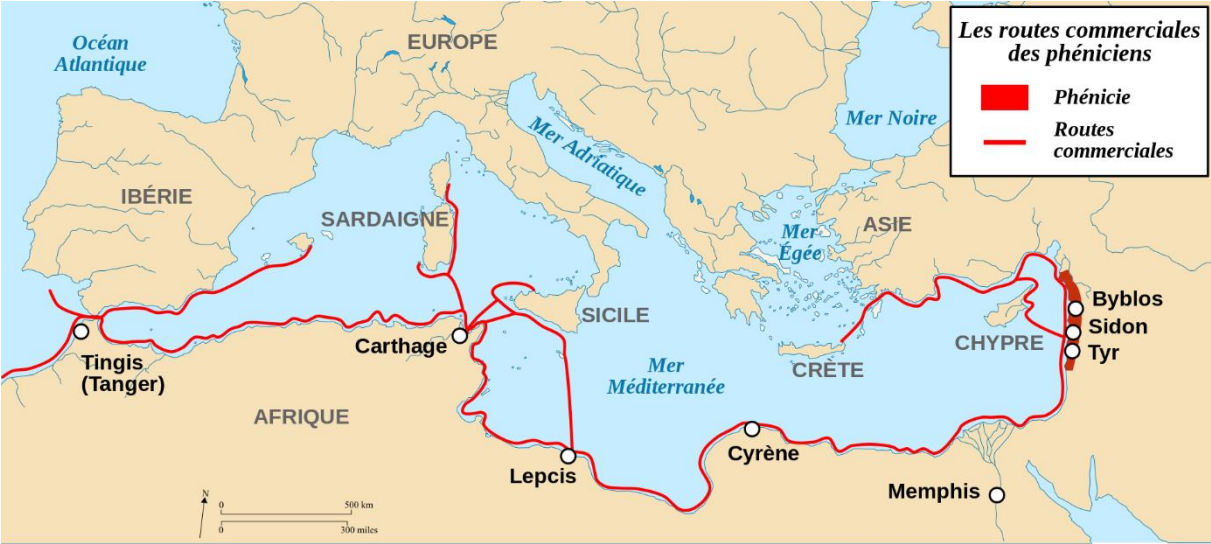 Les routes commerciales
des phéniciens
Phénicie
Routes
commerciales
Océan
Atlantique
EUROPE
Mer Noire
Mer Adriatique
IBÉRIE
SARDAIGNE
Mer
Égée
ASIE
Byblos
SICILE
Sidon
CHYPRE
Carthage
Tyr
Tingis
(Tanger)
Mer
Méditerranée
CRÈTE
AFRIQUE
Cyrène
Lepcis
Memphis
N
0 500 km
0 300 miles